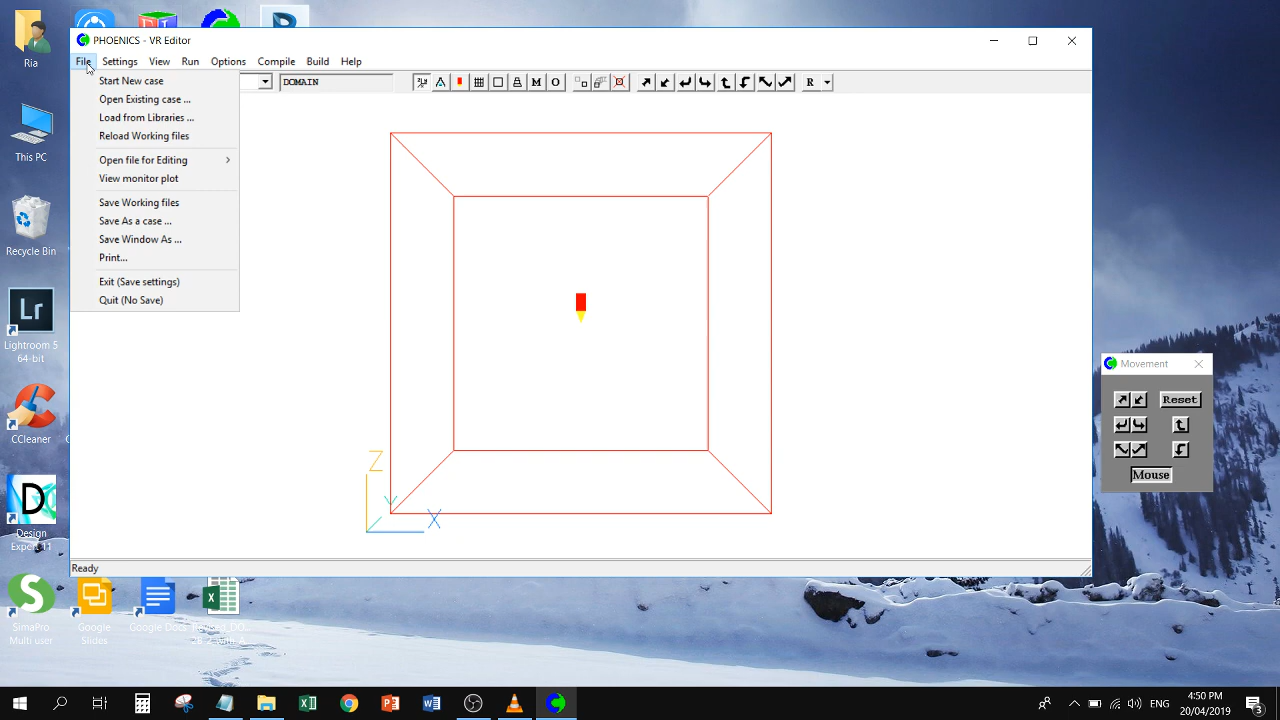 PHOENICS - VR Editor
File Settings View Run Options Compile Build Help
DOMAIN
M O R
Start New case
Open Existing case ...
Load from Libraries ...
Reload Working files
Open file for Editing
View monitor plot
Save Working files
Save As a case ...
Save Window As ...
Print...
Exit (Save settings)
Quit (No Save)
Z
Y
X
Ready
Movement
Reset
Mouse
Ria
This PC
Recycle Bin
Lr
Lightroom 5
64-bit
CCleaner
D
Design
Expert 11
S
SimaPro
Multi user
Google
Slides
Google Docs
ENG
4:50 PM
20/04/2019
3